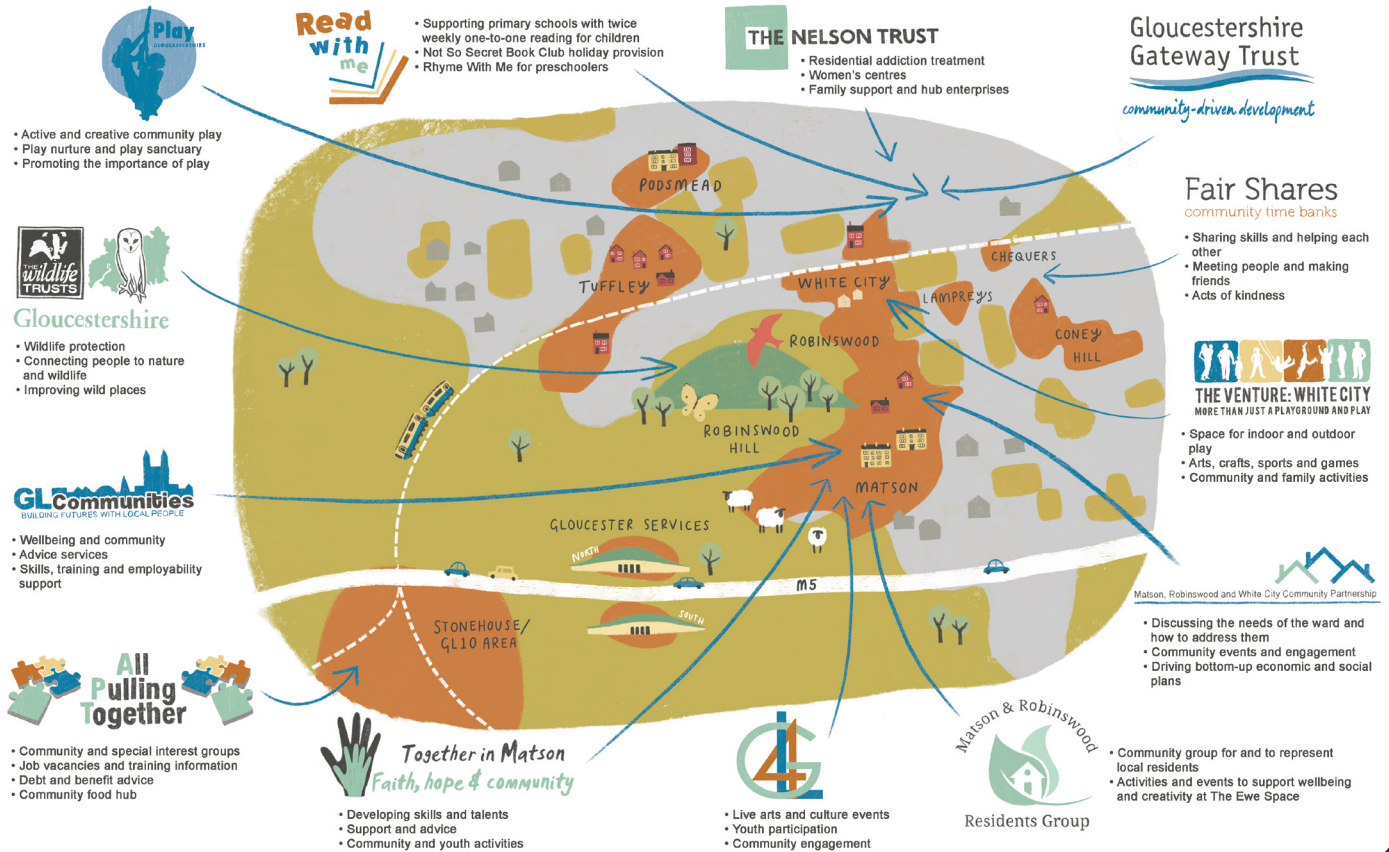 Play
GLOUCESTERSHIRE
• Active and creative community play
• Play nurture and play sanctuary
• Promoting the importance of play
Read
with
me
• Supporting primary schools with twice
weekly one-to-one reading for children
• Not So Secret Book Club holiday provision
• Rhyme With Me for preschoolers
THE NELSON TRUST
• Residential addiction treatment
• Women's centres
• Family support and hub enterprises
Gloucestershire
Gateway Trust
community-driven development
Fair Shares
community time banks
• Sharing skills and helping each
other
• Meeting people and making
friends
• Acts of kindness
THE
wildlife
TRUSTS
Gloucestershire
• Wildlife protection
• Connecting people to nature
and wildlife
• Improving wild places
PODSMEAD
TUFFLEY
WHITE CITY
CHEQUERS
LAMPREYS
CONEY
HILL
ROBINSWOOD
ROBINSWOOD
HILL
MATSON
GLOUCESTER SERVICES
NORTH
M5
SOUTH
STONEHOUSE/
GL10 AREA
THE VENTURE: WHITE CITY
MORE THAN JUST A PLAYGROUND AND PLAY
• Space for indoor and outdoor
play
• Arts, crafts, sports and games
• Community and family activities
GL Communities
BUILDING FUTURES WITH LOCAL PEOPLE
• Wellbeing and community
• Advice services
• Skills, training and employability
support
Matson, Robinswood and White City Community Partnership
• Discussing the needs of the ward and
how to address them
• Community events and engagement
• Driving bottom-up economic and social
plans
All
Pulling
Together
• Community and special interest groups
• Job vacancies and training information
• Debt and benefit advice
• Community food hub
Together in Matson
Faith, hope & community
• Developing skills and talents
• Support and advice
• Community and youth activities
G4L
• Live arts and culture events
• Youth participation
• Community engagement
Matson & Robinswood
Residents Group
• Community group for and to represent
local residents
• Activities and events to support wellbeing
and creativity at The Ewe Space